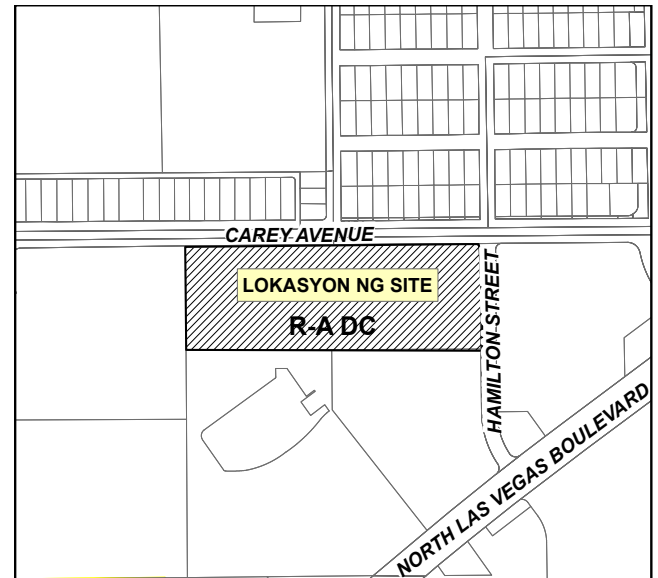 CAREY AVENUE
LOKASYON NG SITE
R-A DC
HAMILTON STREET
NORTH LAS VEGAS BOULEVARD